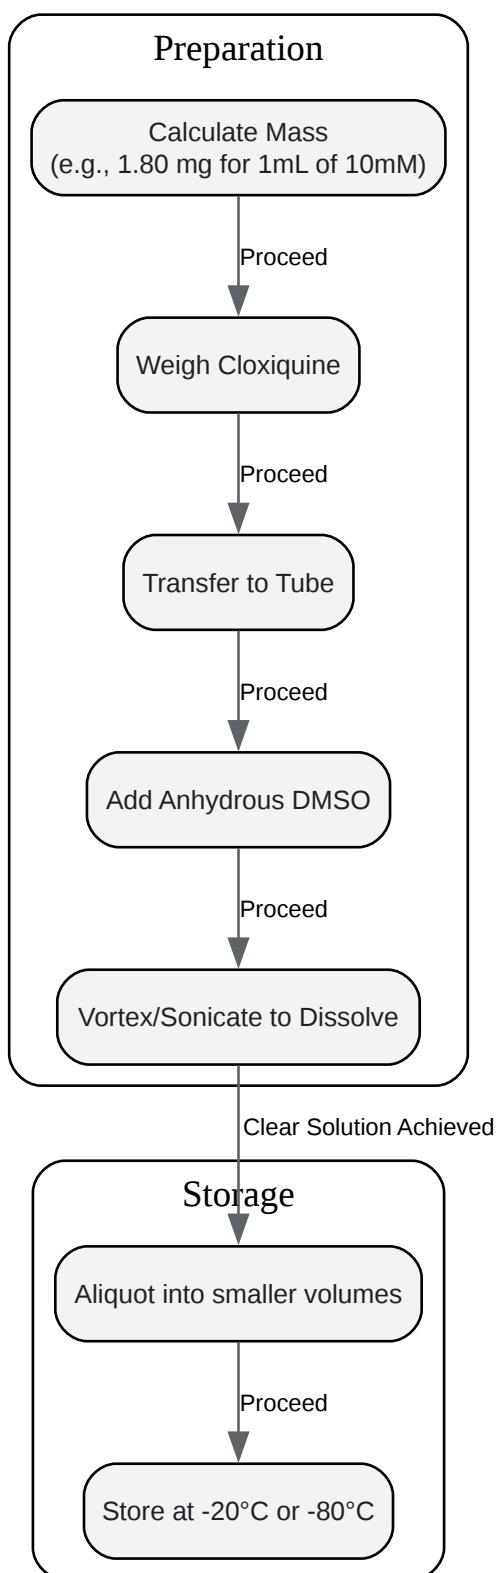 Preparation
Calculate Mass
(e.g., 1.80 mg for 1mL of 10mM)
Proceed
Weigh Cloxiquine
Proceed
Transfer to Tube
Proceed
Add Anhydrous DMSO
Proceed
Vortex/Sonicate to Dissolve
Clear Solution Achieved
Storage
Aliquot into smaller volumes
Proceed
Store at -20°C or -80°C